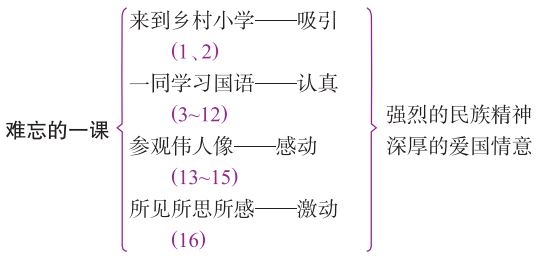 来到乡村小学——吸引
(1、2)
一同学习国语——认真
(3~12)
难忘的一课
参观伟人像——感动
(13~15)
所见所思所感——激动
(16)
强烈的民族精神
深厚的爱国情意